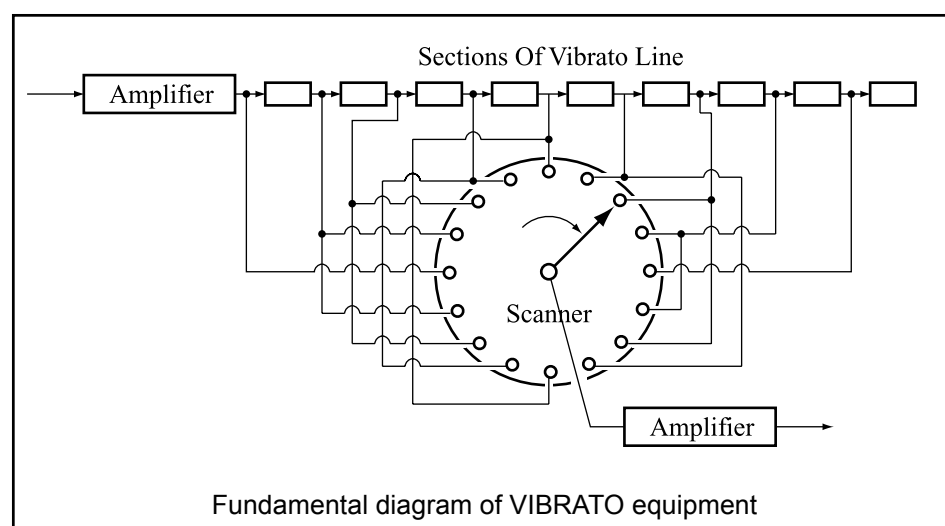 Sections Of Vibrato Line
Amplifier
Scanner
Amplifier
Fundamental diagram of VIBRATO equipment